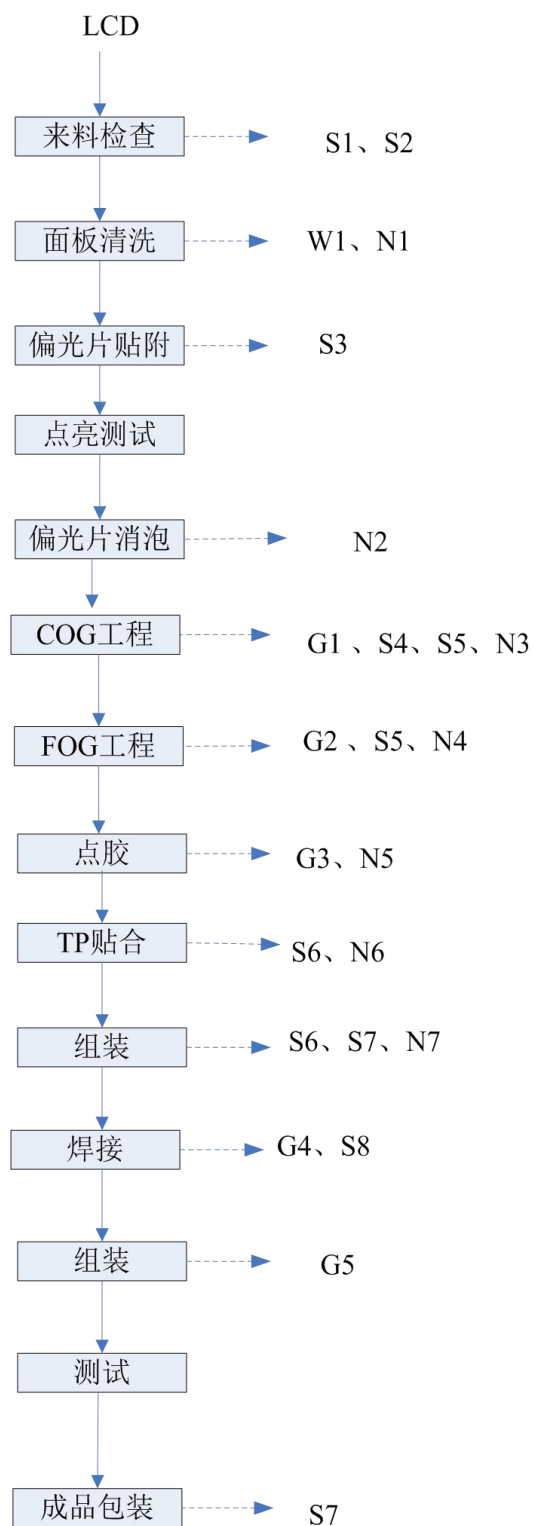 LCD
来料检查
S1、S2
面板清洗
W1、N1
偏光片贴附
S3
点亮测试
偏光片消泡
N2
COG工程
G1 、S4、S5、N3
FOG工程
G2 、S5、N4
点胶
G3、N5
TP贴合
S6、N6
组装
S6、S7、N7
焊接
G4、S8
组装
G5
测试
成品包装
S7